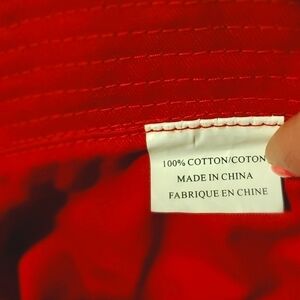 100% COTTON/COTON
MADE IN CHINA
FABRIQUE EN CHINE